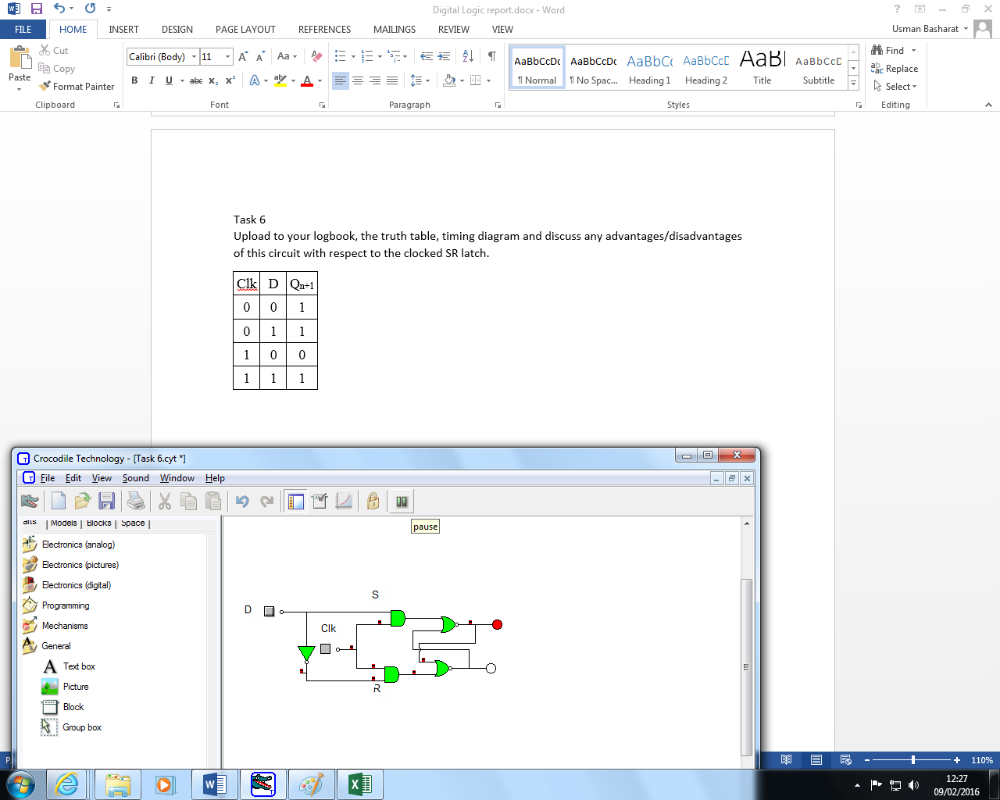 Digital Logic report.docx - Word
FILE HOME INSERT DESIGN PAGE LAYOUT REFERENCES MAILINGS REVIEW VIEW Usman Basharat
Paste
Cut
Copy
Format Painter
Calibri (Body) 11
AaBbCcDc AaBbCcDc AaBbCc AaBbCcD AaB AaBbCcD
¶ Normal ¶ No Spac... Heading 1 Heading 2 Title Subtitle
Find
Replace
Select
Clipboard Font Paragraph Styles Editing
Task 6
Upload to your logbook, the truth table, timing diagram and discuss any advantages/disadvantages
of this circuit with respect to the clocked SR latch.
Clk D Qn+1
0 0 1
0 1 1
1 0 0
1 1 1
Crocodile Technology - [Task 6.cyt *]
File Edit View Sound Window Help
Models Blocks Space
pause
Electronics (analog)
Electronics (pictures)
Electronics (digital)
Programming
Mechanisms
General
Text box
Picture
Block
Group box
S
D
Clk
R
110%
12:27
09/02/2016